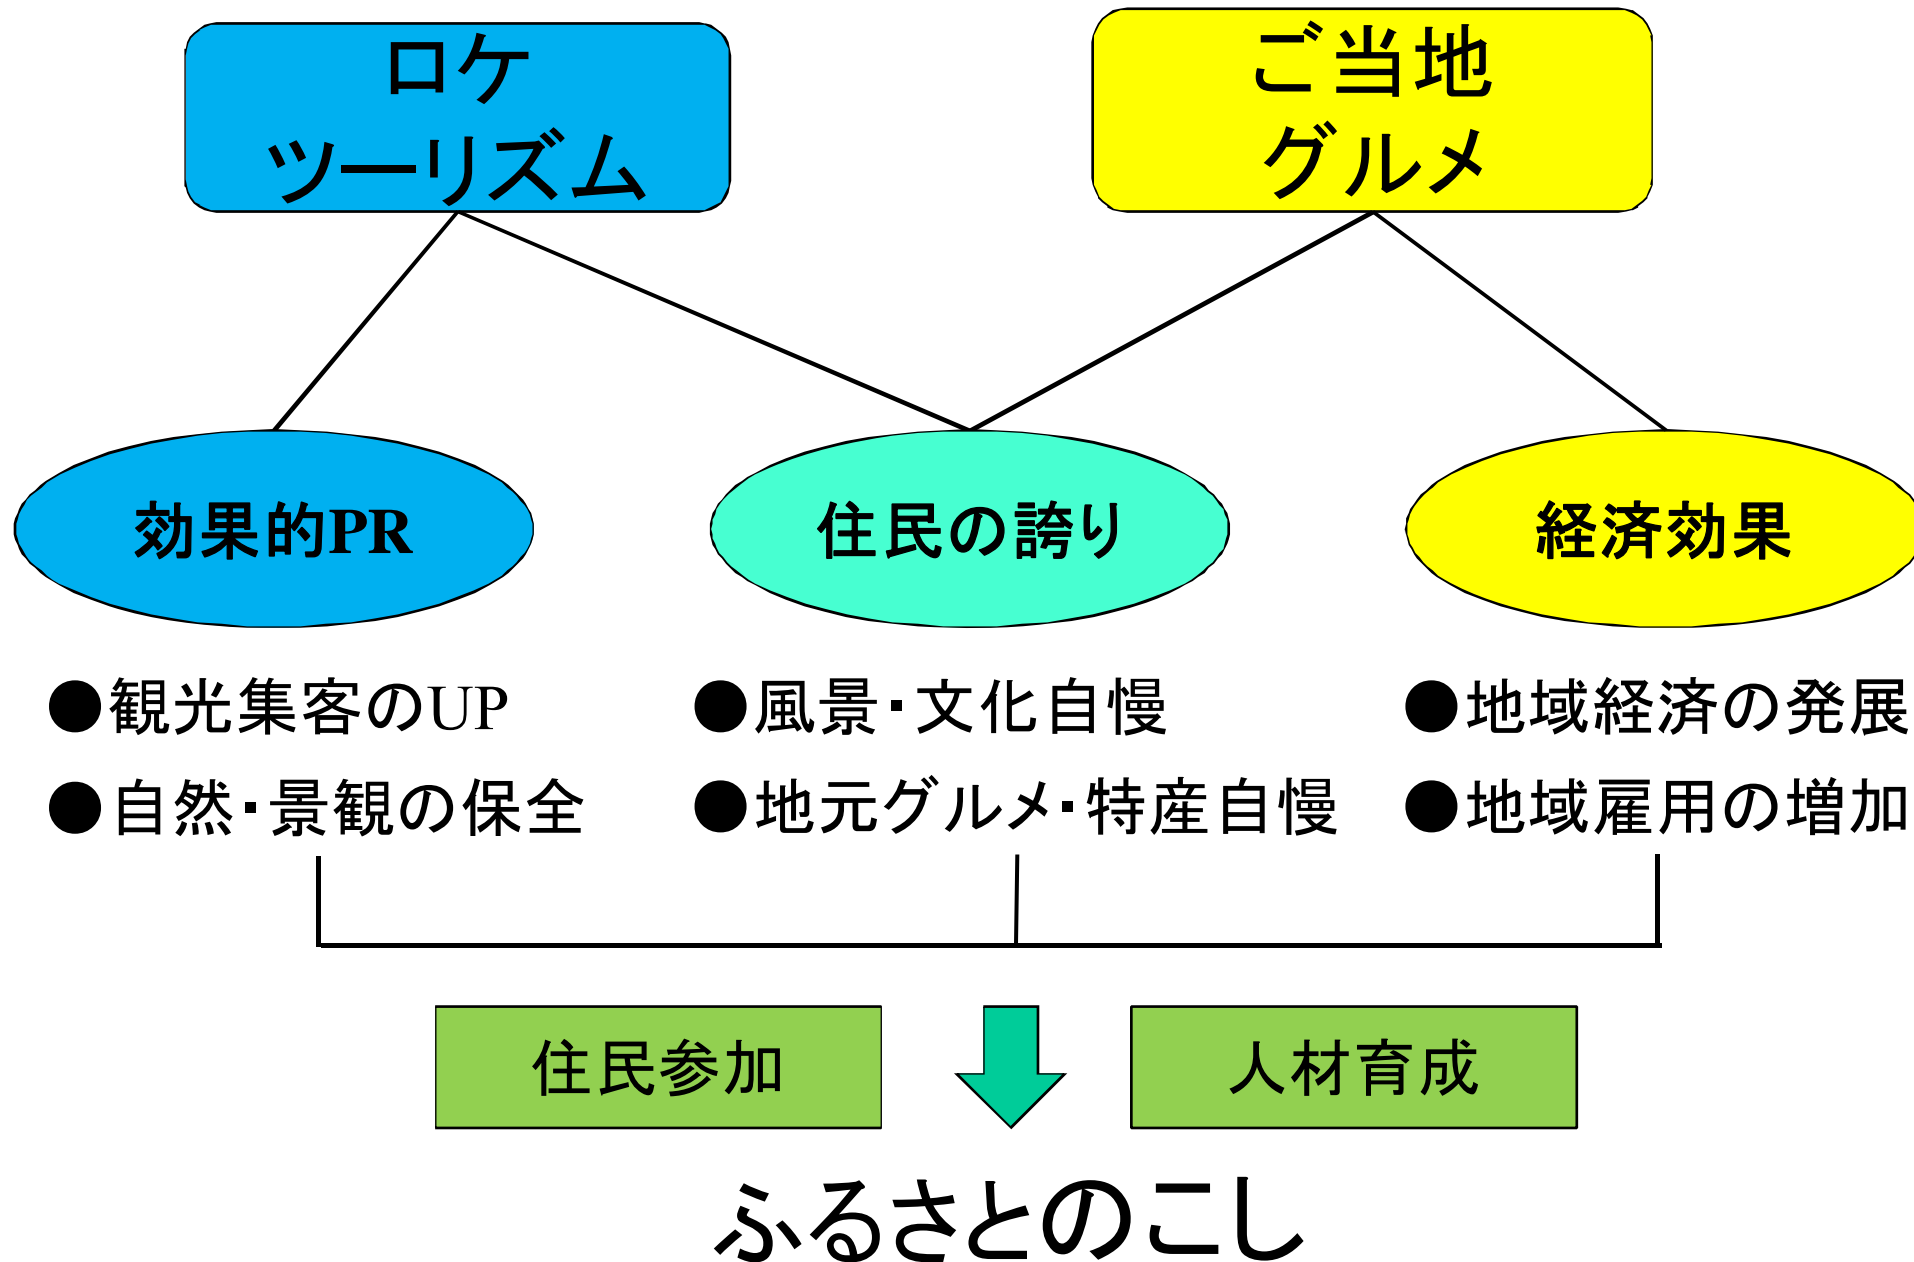 ロケ
ツーリズム
ご当地
グルメ
効果的PR
住民の誇り
経済効果
●観光集客のUP
●自然・景観の保全
●風景・文化自慢
●地元グルメ・特産自慢
●地域経済の発展
●地域雇用の増加
住民参加
人材育成
ふるさとのこし